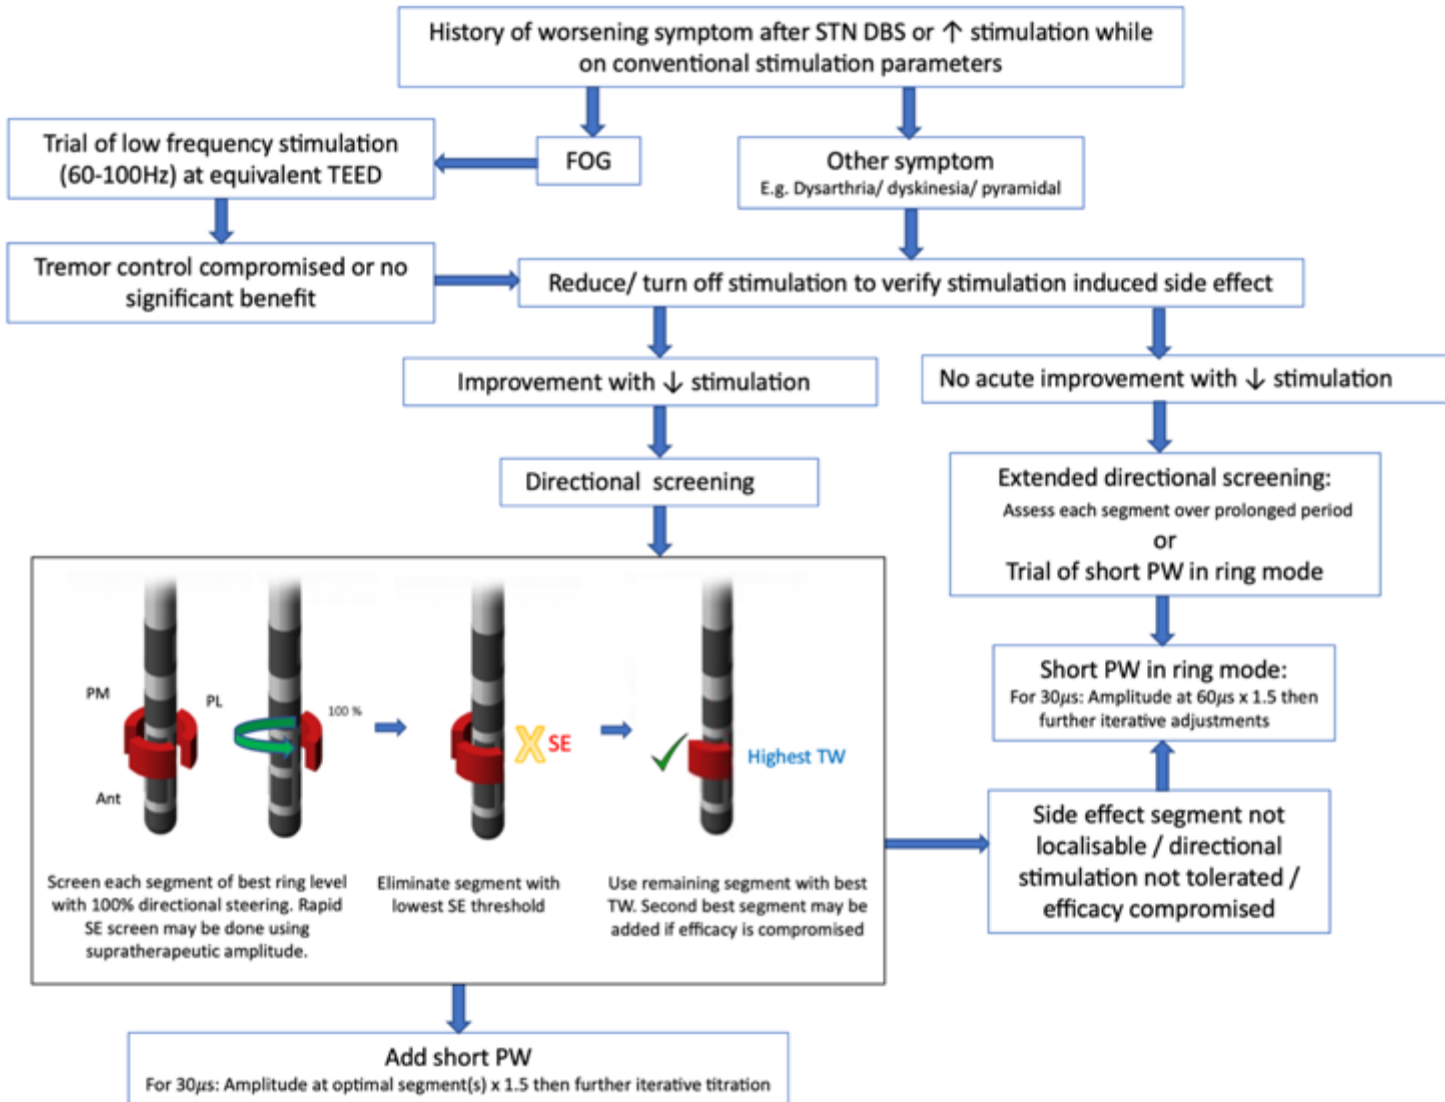 History of worsening symptom after STN DBS or ↑ stimulation while
on conventional stimulation parameters
Trial of low frequency stimulation
(60-100Hz) at equivalent TEED
FOG
Other symptom
E.g. Dysarthria/ dyskinesia/ pyramidal
Tremor control compromised or no
significant benefit
Reduce/ turn off stimulation to verify stimulation induced side effect
Improvement with ↓ stimulation
No acute improvement with ↓ stimulation
Directional screening
Extended directional screening:
Assess each segment over prolonged period
or
Trial of short PW in ring mode
PM
PL
100 %
Ant
X SE
Highest TW
Screen each segment of best ring level
with 100% directional steering. Rapid
SE screen may be done using
supratherapeutic amplitude.
Eliminate segment with
lowest SE threshold
Use remaining segment with best
TW. Second best segment may be
added if efficacy is compromised
Short PW in ring mode:
For 30µs: Amplitude at 60µs x 1.5 then
further iterative adjustments
Side effect segment not
localisable / directional
stimulation not tolerated /
efficacy compromised
Add short PW
For 30µs: Amplitude at optimal segment(s) x 1.5 then further iterative titration